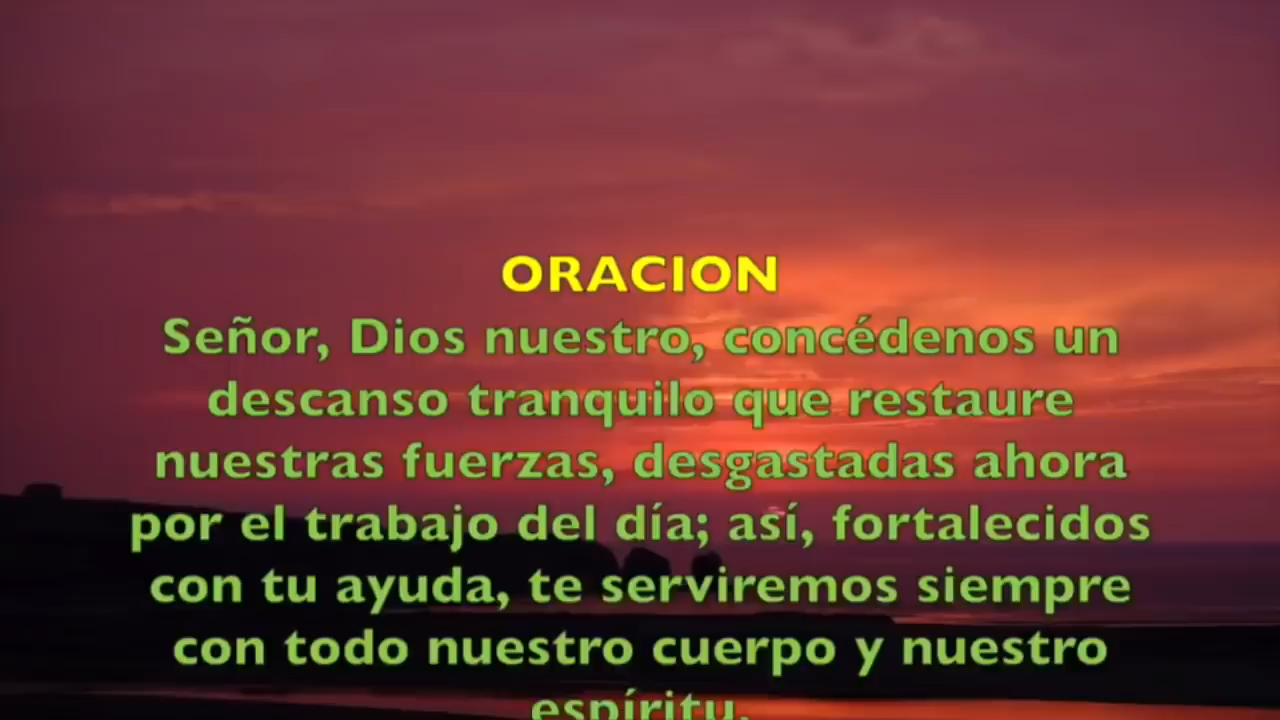 ORACION
Señor, Dios nuestro, concédenos un
descanso tranquilo que restaure
nuestras fuerzas, desgastadas ahora
por el trabajo del día; así, fortalecidos
con tu ayuda, te serviremos siempre
con todo nuestro cuerpo y nuestro
espíritu.